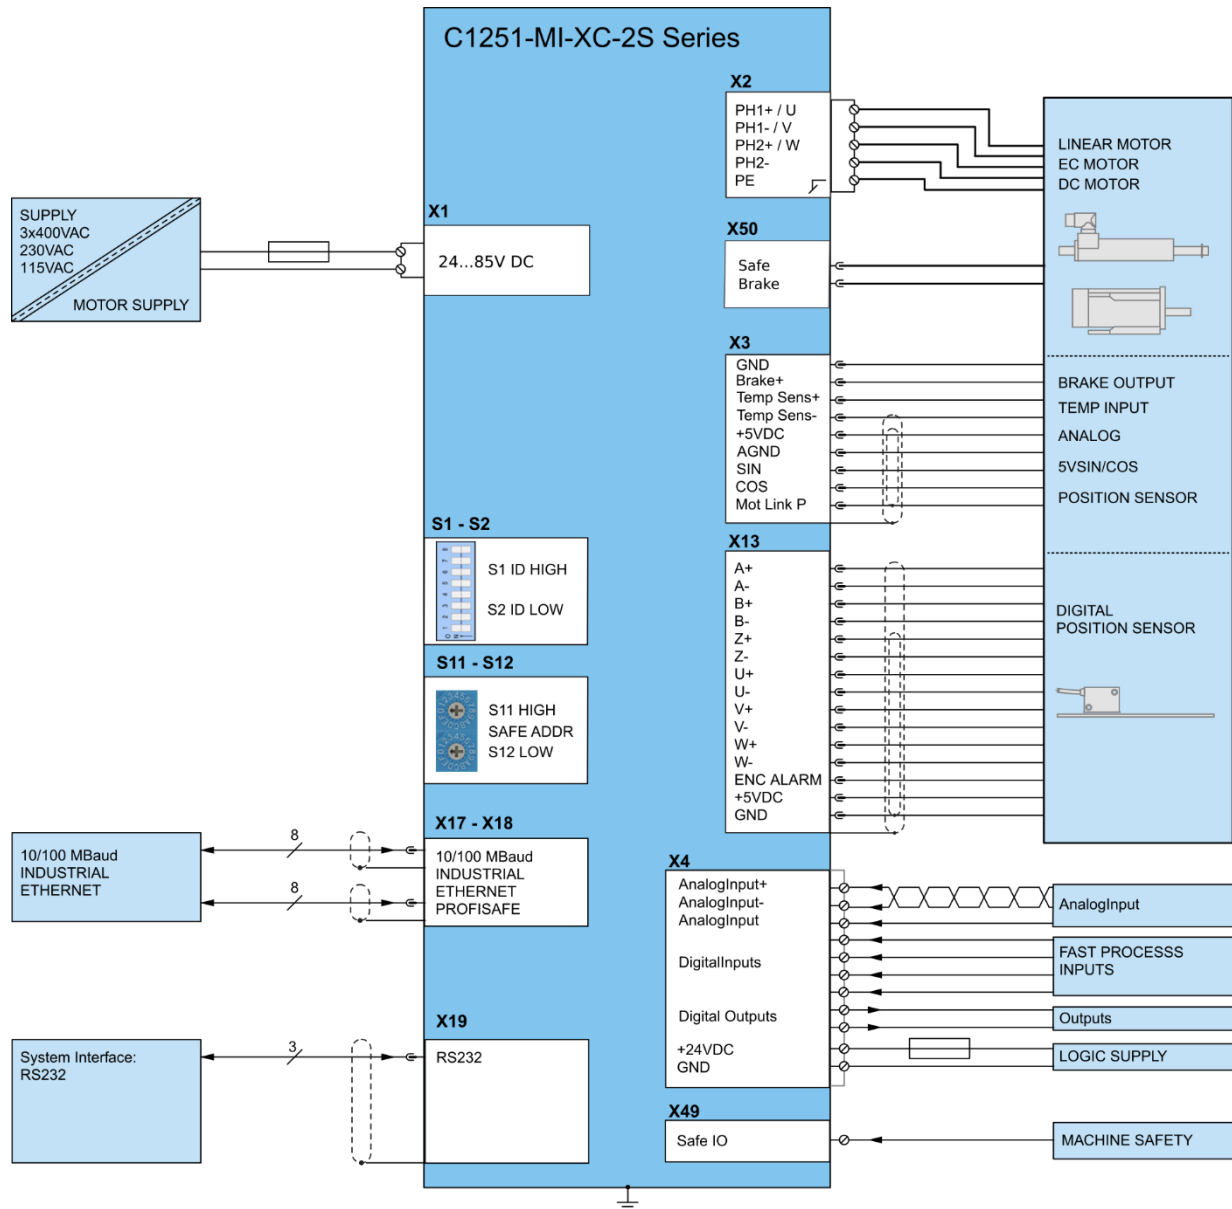 C1251-MI-XC-2S Series
X2
PH1+ / U
PH1- / V
PH2+ / W
PH2-
PE
LINEAR MOTOR
EC MOTOR
DC MOTOR
SUPPLY
3x400VAC
230VAC
115VAC
MOTOR SUPPLY
X1
24...85V DC
X50
Safe
Brake
X3
GND
Brake+
Temp Sens+
Temp Sens-
+5VDC
AGND
SIN
COS
Mot Link P
BRAKE OUTPUT
TEMP INPUT
ANALOG
5VSIN/COS
POSITION SENSOR
S1 - S2
S1 ID HIGH
S2 ID LOW
S11 - S12
S11 HIGH
SAFE ADDR
S12 LOW
X13
A+
A-
B+
B-
Z+
Z-
U+
U-
V+
V-
W+
W-
ENC ALARM
+5VDC
GND
DIGITAL
POSITION SENSOR
10/100 MBaud
INDUSTRIAL
ETHERNET
8
8
X17 - X18
10/100 MBaud
INDUSTRIAL
ETHERNET
PROFISAFE
X4
AnalogInput+
AnalogInput-
AnalogInput
DigitalInputs
Digital Outputs
+24VDC
GND
AnalogInput
FAST PROCESSS
INPUTS
Outputs
LOGIC SUPPLY
System Interface:
RS232
3
X19
RS232
X49
Safe IO
MACHINE SAFETY